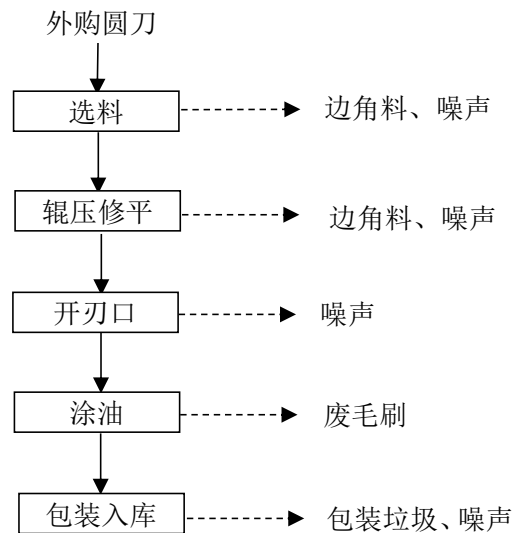 外购圆刀
选料
边角料、噪声
辊压修平
边角料、噪声
开刃口
噪声
涂油
废毛刷
包装入库
包装垃圾、噪声